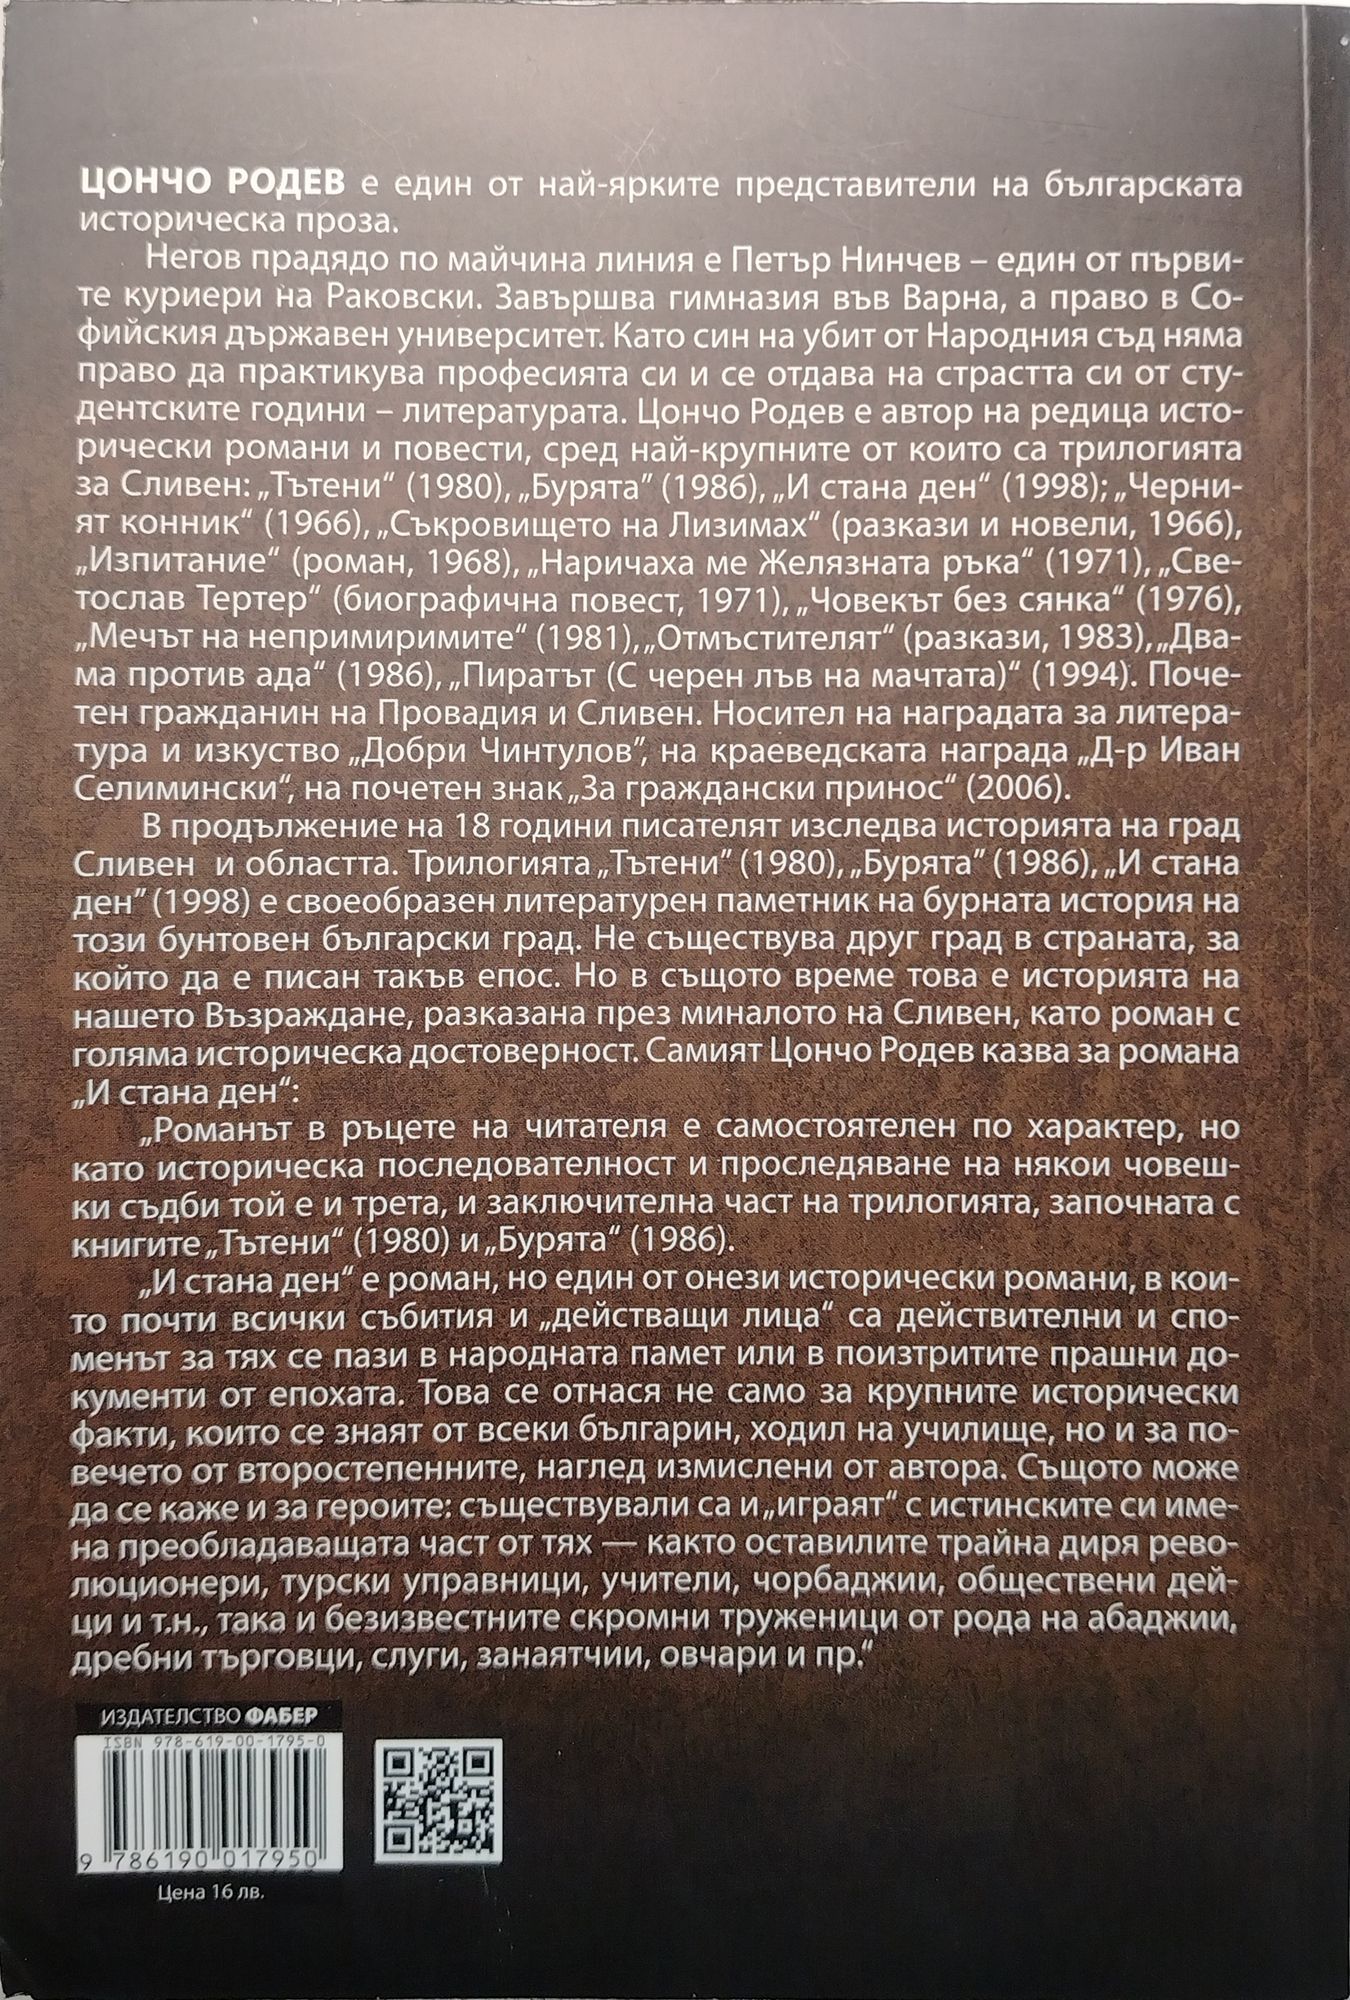 ЦОНЧО РОДЕВ е един от най-ярките представители на българската
историческа проза.
Негов прадядо по майчина линия е Петър Нинчев – един от първи-
те куриери на Раковски. Завършва гимназия във Варна, а право в Со-
фийския държавен университет. Като син на убит от Народния съд няма
право да практикува професията си и се отдава на страстта си от сту-
дентските години – литературата. Цончо Родев е автор на редица исто-
рически романи и повести, сред най-крупните от които са трилогията
за Сливен: „Тътени“ (1980), „Бурята” (1986), „И стана ден“ (1998); „Черни-
ят конник“ (1966), „Съкровището на Лизимах“ (разкази и новели, 1966),
„Изпитание“ (роман, 1968), „Наричаха ме Желязната ръка“ (1971), „Све-
тослав Тертер“ (биографична повест, 1971), „Човекът без сянка“ (1976),
„Мечът на непримиримите“ (1981), „Отмъстителят“ (разкази, 1983), „Два-
ма против ада“ (1986), „Пиратът (С черен лъв на мачтата)“ (1994). Поче-
тен гражданин на Провадия и Сливен. Носител на наградата за литера-
тура и изкуство „Добри Чинтулов”, на краеведската награда „Д-р Иван
Селимински“, на почетен знак „За граждански принос“ (2006).
В продължение на 18 години писателят изследва историята на град
Сливен и областта. Трилогията „Тътени” (1980), „Бурята” (1986), „И стана
ден” (1998) е своеобразен литературен паметник на бурната история на
този бунтовен български град. Не съществува друг град в страната, за
който да е писан такъв епос. Но в същото време това е историята на
нашето Възраждане, разказана през миналото на Сливен, като роман с
голяма историческа достоверност. Самият Цончо Родев казва за романа
„И стана ден“:
„Романът в ръцете на читателя е самостоятелен по характер, но
като историческа последователност и проследяване на някои човеш-
ки съдби той е и трета, и заключителна част на трилогията, започната с
книгите „Тътени“ (1980) и „Бурята“ (1986).
„И стана ден“ е роман, но един от онези исторически романи, в кои-
то почти всички събития и „действащи лица“ са действителни и спо-
менът за тях се пази в народната памет или в поизтритите прашни до-
кументи от епохата. Това се отнася не само за крупните исторически
факти, които се знаят от всеки българин, ходил на училище, но и за по-
вечето от второстепенните, наглед измислени от автора. Същото може
да се каже и за героите: съществували са и „играят“ с истинските си име-
на преобладаващата част от тях — както оставилите трайна диря рево-
люционери, турски управници, учители, чорбаджии, обществени дей-
ци и т.н., така и безизвестните скромни труженици от рода на абаджии,
дребни търговци, слуги, занаятчии, овчари и пр.“
ИЗДАТЕЛСТВО ФАБЕР
ISBN 978-619-00-1795-0
9 786190 017950
Цена 16 лв.